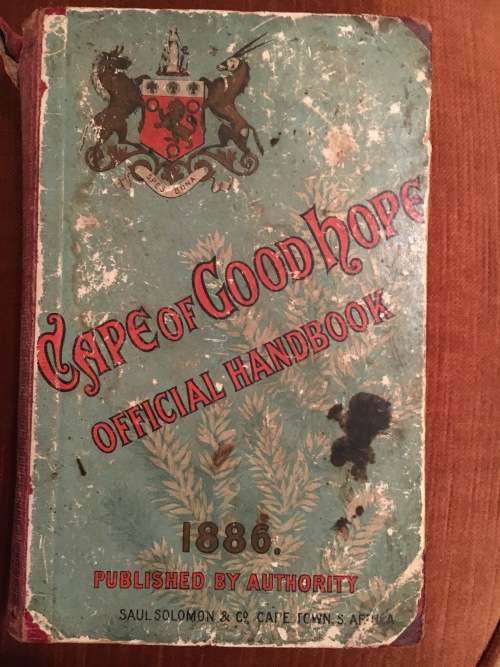 SPES BONA
CAPE OF GOOD HOPE
OFFICIAL HANDBOOK
1886.
PUBLISHED BY AUTHORITY
SAUL SOLOMON & Co. CAPE TOWN. S. AFRICA